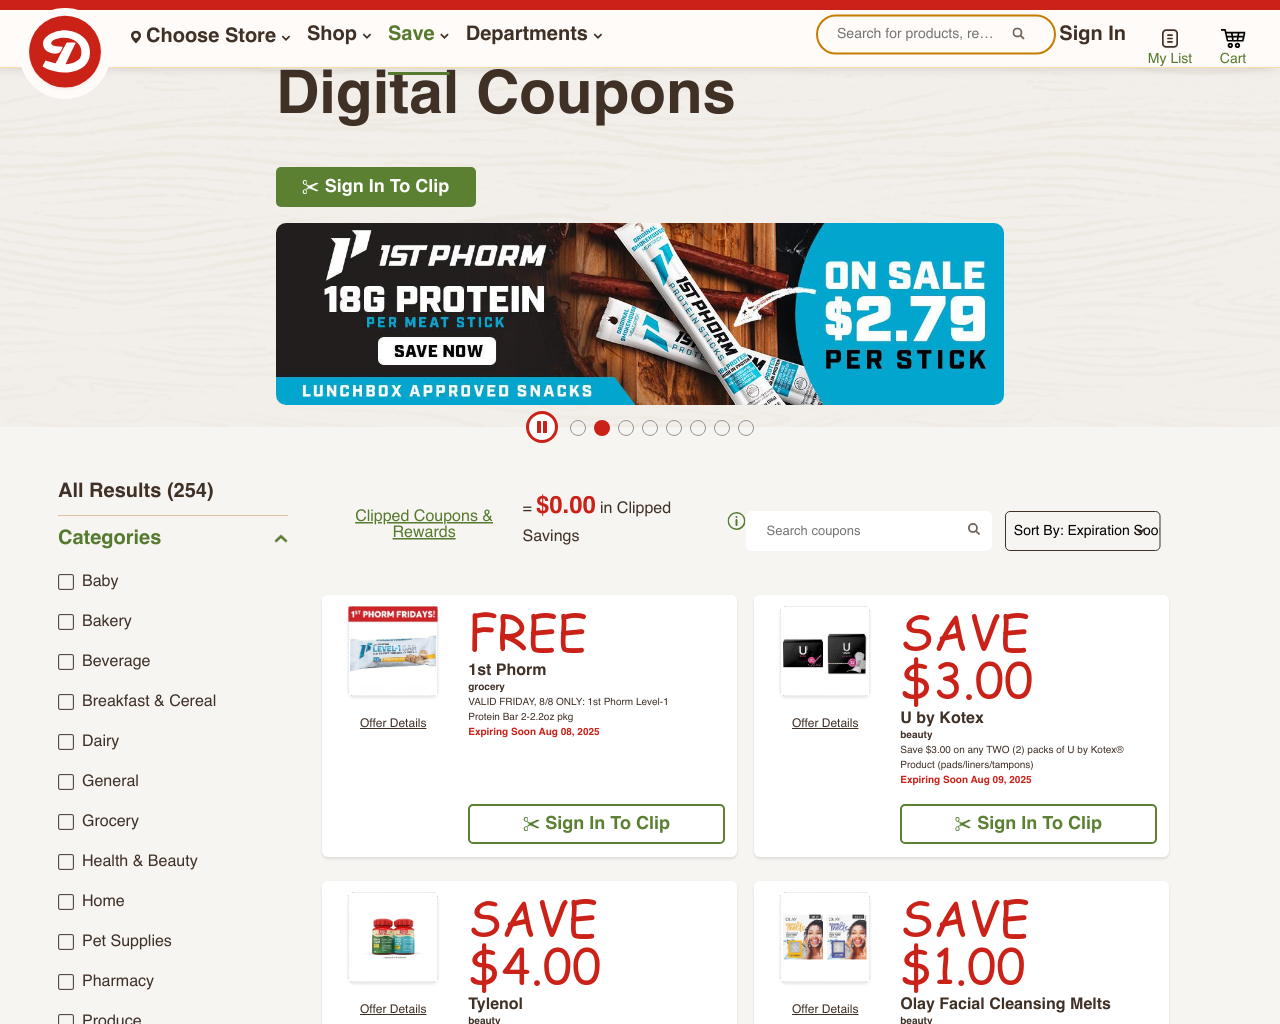 Choose Store
Shop
Save
Departments
Search for products, re...
Sign In
My List
Cart
Digital Coupons
Sign In To Clip
1ST PHORM
18G PROTEIN
PER MEAT STICK
SAVE NOW
LUNCHBOX APPROVED SNACKS
ON SALE
$2.79
PER STICK
All Results (254)
Categories
Baby
Bakery
Beverage
Breakfast & Cereal
Dairy
General
Grocery
Health & Beauty
Home
Pet Supplies
Pharmacy
Produce
Clipped Coupons &
Rewards
= $0.00 in Clipped
Savings
Search coupons
Sort By: Expiration Soo
1ST PHORM FRIDAYS!
Offer Details
FREE
1st Phorm
grocery
VALID FRIDAY, 8/8 ONLY: 1st Phorm Level-1
Protein Bar 2-2.2oz pkg
Expiring Soon Aug 08, 2025
Sign In To Clip
Offer Details
SAVE
$3.00
U by Kotex
beauty
Save $3.00 on any TWO (2) packs of U by Kotex®
Product (pads/liners/tampons)
Expiring Soon Aug 09, 2025
Sign In To Clip
Offer Details
SAVE
$4.00
Tylenol
beauty
Offer Details
SAVE
$1.00
Olay Facial Cleansing Melts
beauty